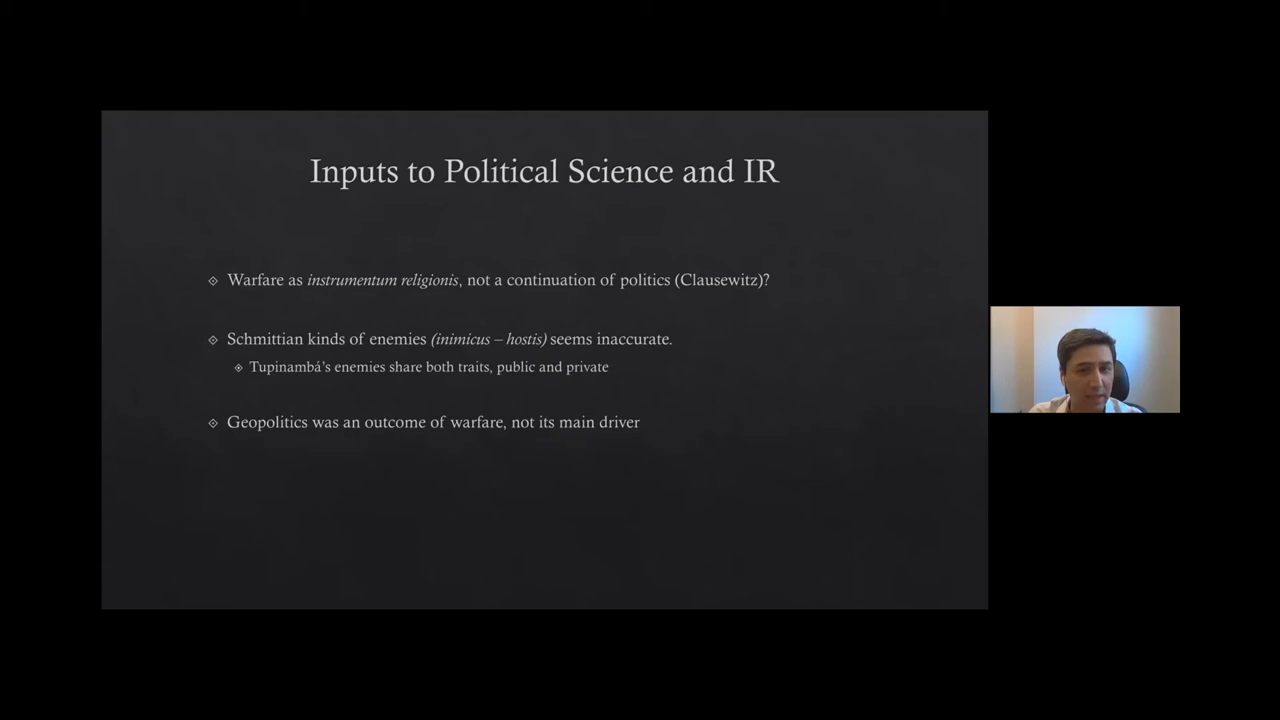 Inputs to Political Science and IR
Warfare as instrumentum religionis, not a continuation of politics (Clausewitz)?
Schmittian kinds of enemies (inimicus – hostis) seems inaccurate.
Tupinambá's enemies share both traits, public and private
Geopolitics was an outcome of warfare, not its main driver